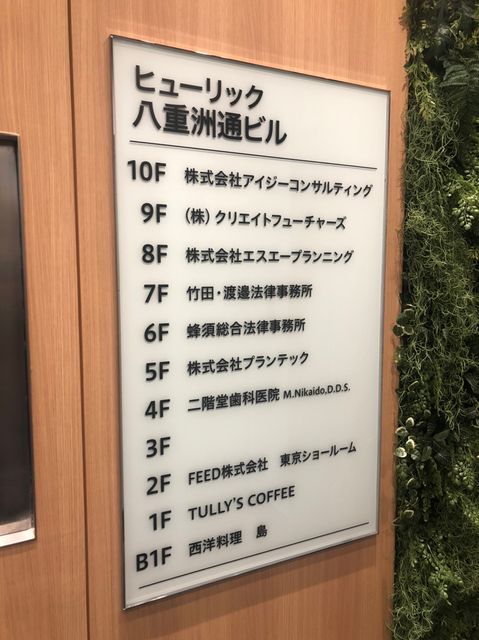 ヒューリック
八重洲通ビル
10F 株式会社アイジーコンサルティング
9F (株)クリエイトフューチャーズ
8F 株式会社エスエープランニング
7F 竹田・渡邉法律事務所
6F 蜂須総合法律事務所
5F 株式会社プランテック
4F 二階堂歯科医院 M.Nikaido,D.D.S.
3F
2F FEED株式会社 東京ショールーム
1F TULLY'S COFFEE
B1F 西洋料理 島